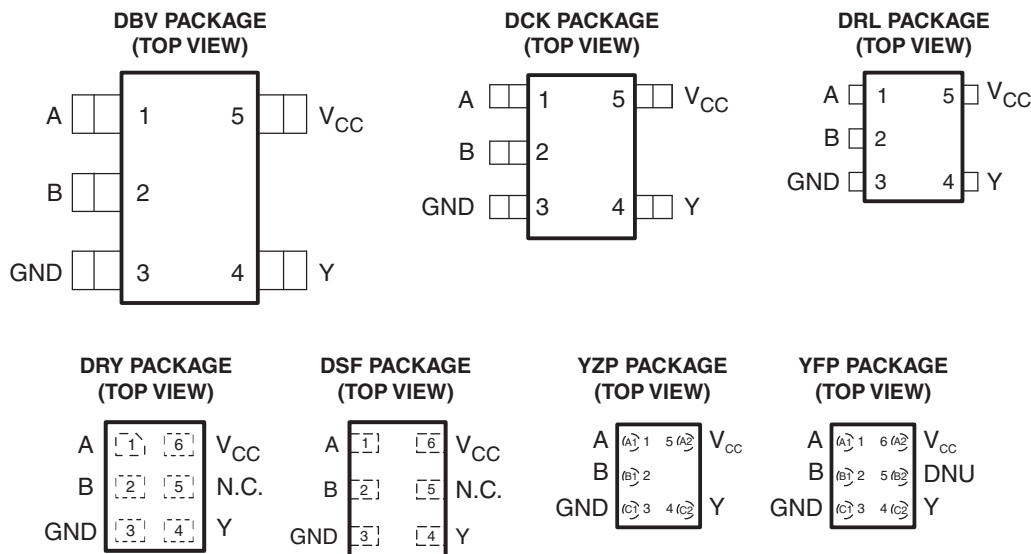 DBV PACKAGE
(TOP VIEW)
A 1 5 VCC
B 2
GND 3 4 Y
DCK PACKAGE
(TOP VIEW)
A 1 5 VCC
B 2
GND 3 4 Y
DRL PACKAGE
(TOP VIEW)
A 1 5 VCC
B 2
GND 3 4 Y
DRY PACKAGE
(TOP VIEW)
A 1 6 VCC
B 2 5 N.C.
GND 3 4 Y
DSF PACKAGE
(TOP VIEW)
A 1 6 VCC
B 2 5 N.C.
GND 3 4 Y
YZP PACKAGE
(TOP VIEW)
A A1 1 5 A2 VCC
B B1 2
GND C1 3 4 C2 Y
YFP PACKAGE
(TOP VIEW)
A A1 1 6 A2 VCC
B B1 2 5 B2 DNU
GND C1 3 4 C2 Y